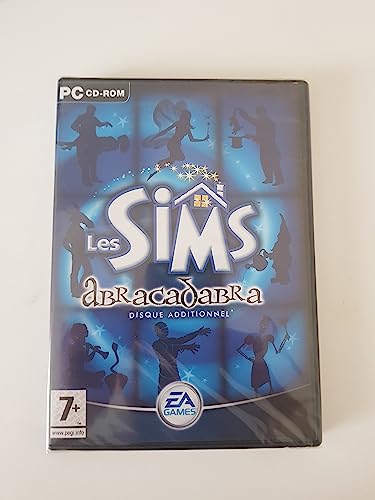 PC CD-ROM
Les SiMS
abracadabra
DISQUE ADDITIONNEL*
7+
www.pegi.info
EA
GAMES